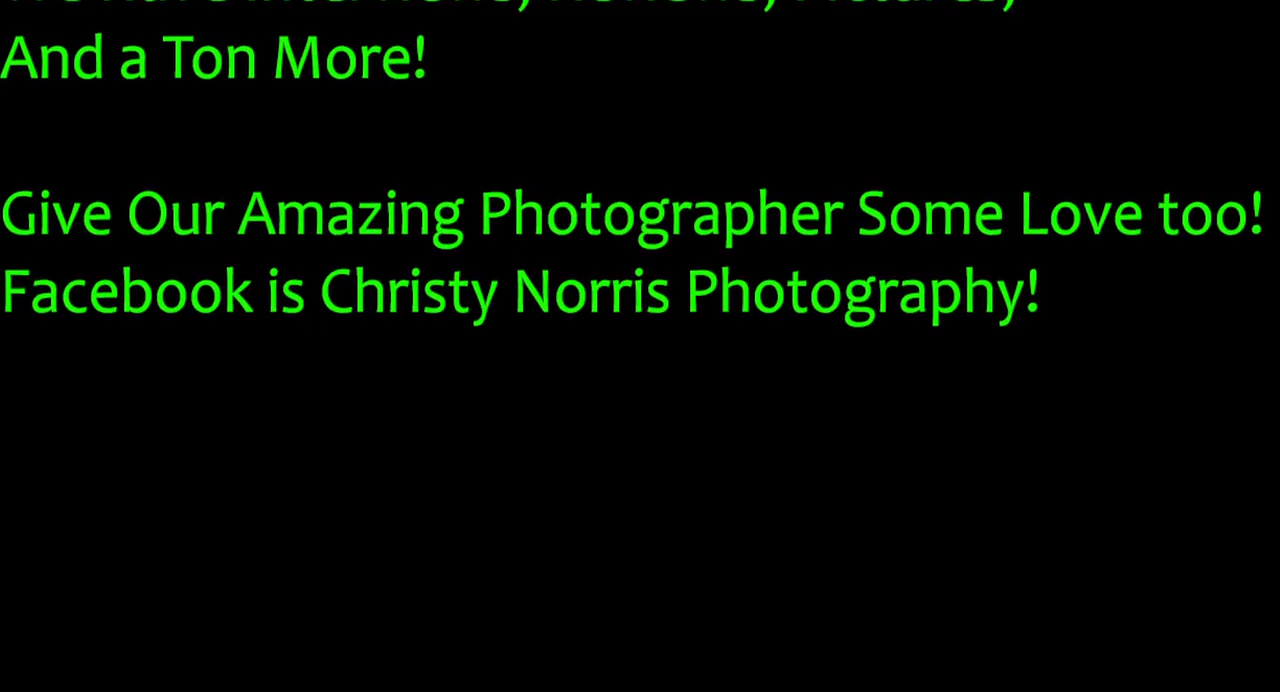 And a Ton More!
Give Our Amazing Photographer Some Love too!
Facebook is Christy Norris Photography!